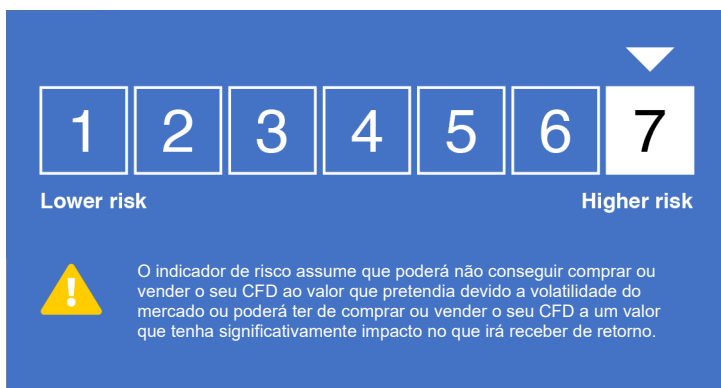 1 2 3 4 5 6 7
Lower risk Higher risk
!
O indicador de risco assume que poderá não conseguir comprar ou
vender o seu CFD ao valor que pretendia devido a volatilidade do
mercado ou poderá ter de comprar ou vender o seu CFD a um valor
que tenha significativamente impacto no que irá receber de retorno.